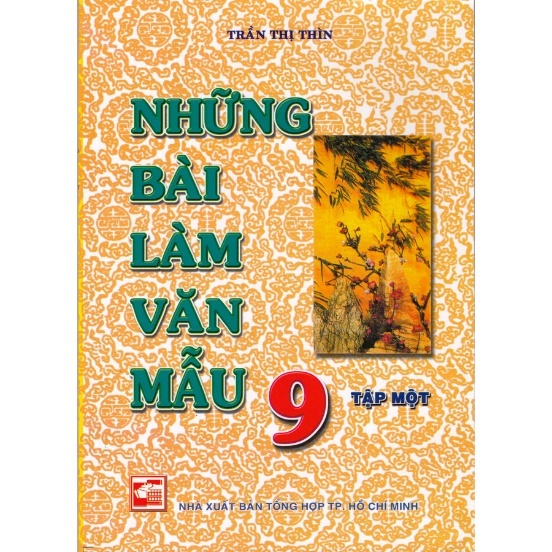 TRẦN THỊ THÌN
NHỮNG
BÀI
LÀM
VĂN
MẪU 9
TẬP MỘT
NHÀ XUẤT BẢN TỔNG HỢP TP. HỒ CHÍ MINH